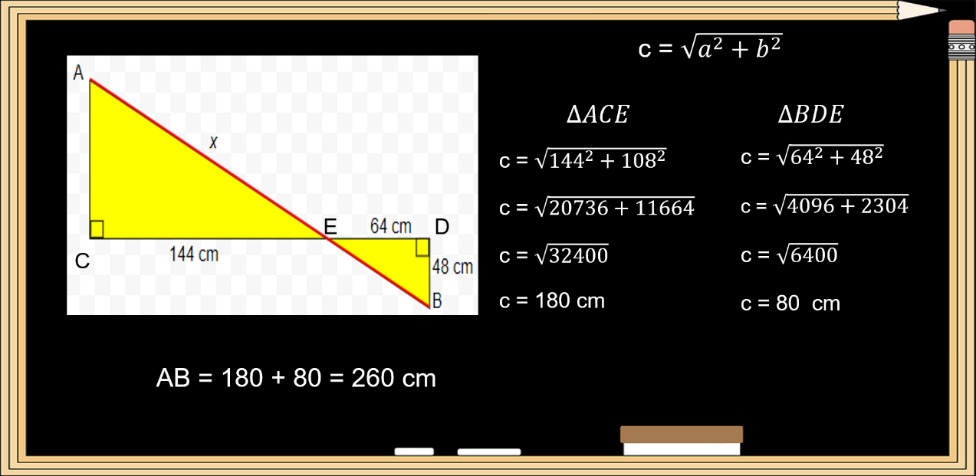 c = √(a² + b²)
A
x
E
64 cm
D
C
144 cm
48 cm
B
ΔACE
c = √(144² + 108²)
c = √(20736 + 11664)
c = √32400
c = 180 cm
ΔBDE
c = √(64² + 48²)
c = √(4096 + 2304)
c = √6400
c = 80 cm
AB = 180 + 80 = 260 cm